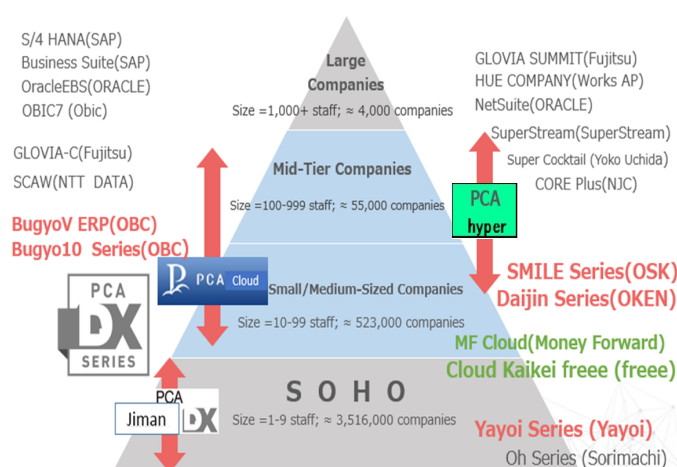 S/4 HANA(SAP)
Business Suite(SAP)
OracleEBS(ORACLE)
OBIC7 (Obic)
GLOVIA-C(Fujitsu)
SCAW(NTT DATA)
BugyoV ERP(OBC)
Bugyo10 Series(OBC)
PCA
DX
SERIES
PCA Cloud
PCA
Jiman DX
Large
Companies
Size =1,000+ staff; ≈ 4,000 companies
Mid-Tier Companies
Size =100-999 staff; ≈ 55,000 companies
Small/Medium-Sized Companies
Size =10-99 staff; ≈ 523,000 companies
S O H O
Size =1-9 staff; ≈ 3,516,000 companies
GLOVIA SUMMIT(Fujitsu)
HUE COMPANY(Works AP)
NetSuite(ORACLE)
SuperStream(SuperStream)
Super Cocktail (Yoko Uchida)
CORE Plus(NJC)
PCA
hyper
SMILE Series(OSK)
Daijin Series(OKEN)
MF Cloud(Money Forward)
Cloud Kaikei freee (freee)
Yayoi Series (Yayoi)
Oh Series (Sorimachi)